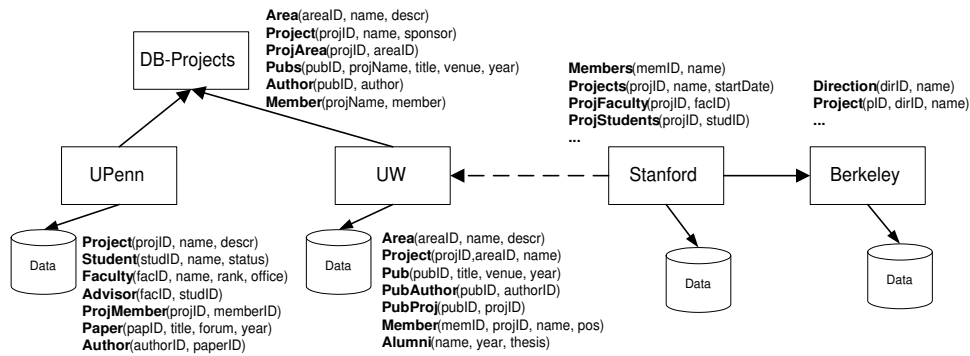 Area(areaID, name, descr)
Project(projID, name, sponsor)
ProjArea(projID, areaID)
Pubs(pubID, projName, title, venue, year)
Author(pubID, author)
Member(projName, member)
DB-Projects
Members(memID, name)
Projects(projID, name, startDate)
ProjFaculty(projID, facID)
ProjStudents(projID, studID)
...
Direction(dirID, name)
Project(pID, dirID, name)
...
UPenn
UW
Stanford
Berkeley
Data
Project(projID, name, descr)
Student(studID, name, status)
Faculty(facID, name, rank, office)
Advisor(facID, studID)
ProjMember(projID, memberID)
Paper(papID, title, forum, year)
Author(authorID, paperID)
Data
Area(areaID, name, descr)
Project(projID,areaID, name)
Pub(pubID, title, venue, year)
PubAuthor(pubID, authorID)
PubProj(pubID, projID)
Member(memID, projID, name, pos)
Alumni(name, year, thesis)
Data
Data